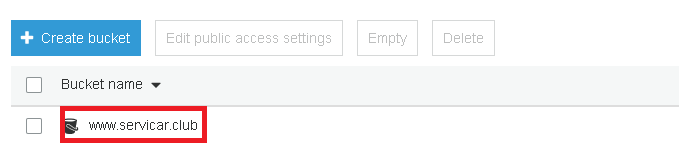 Create bucket Edit public access settings Empty Delete
Bucket name
www.servicar.club